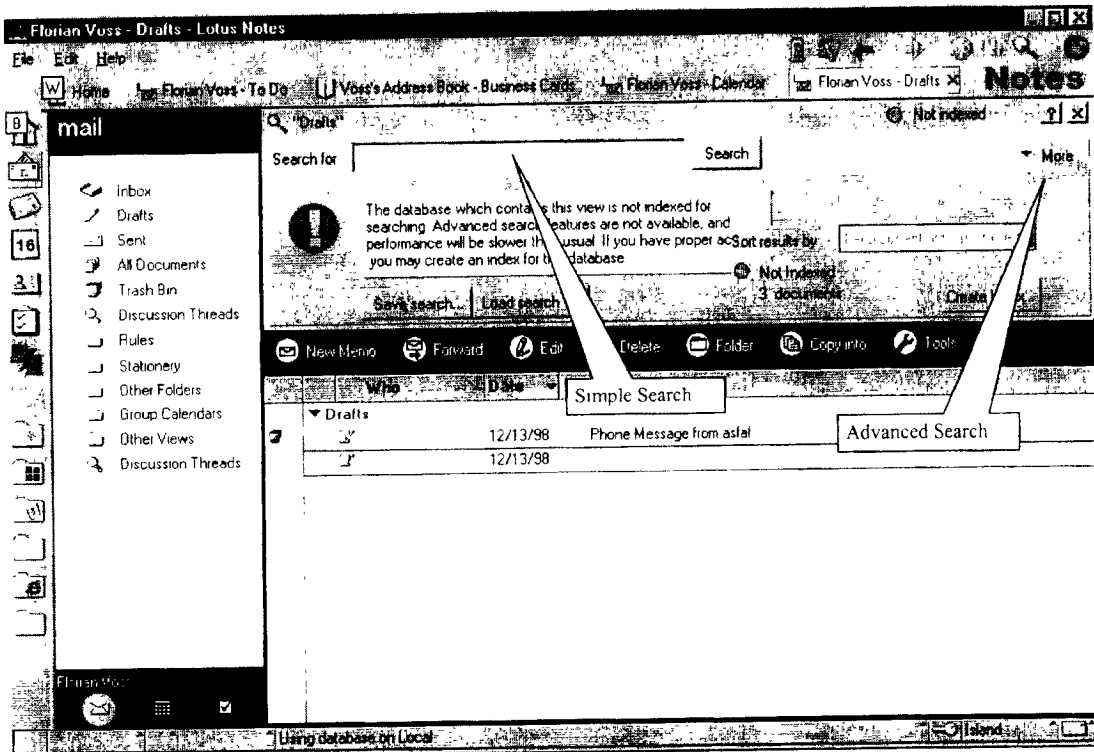 Florian Voss - Drafts - Lotus Notes
File Edit Help
Home Florian Voss - To Do Voss's Address Book - Business Cards Florian Voss - Calendar Florian Voss - Drafts Notes
mail
"Drafts" Not indexed
Search for Search More
The database which contains this view is not indexed for
searching. Advanced search features are not available, and
performance will be slower than usual. If you have proper
you may create an index for the database
Sort results by
Not Indexed
3 documents
Save search... Load search Create Index
Inbox
Drafts
Sent
All Documents
Trash Bin
Discussion Threads
Rules
Stationery
Other Folders
Group Calendars
Other Views
Discussion Threads
New Memo Forward Edit Delete Folder Copy into Tools
Who Date
Simple Search
Advanced Search
Drafts
12/13/98 Phone Message from asfaf
12/13/98
16
Florian Voss
Using database on Local Island